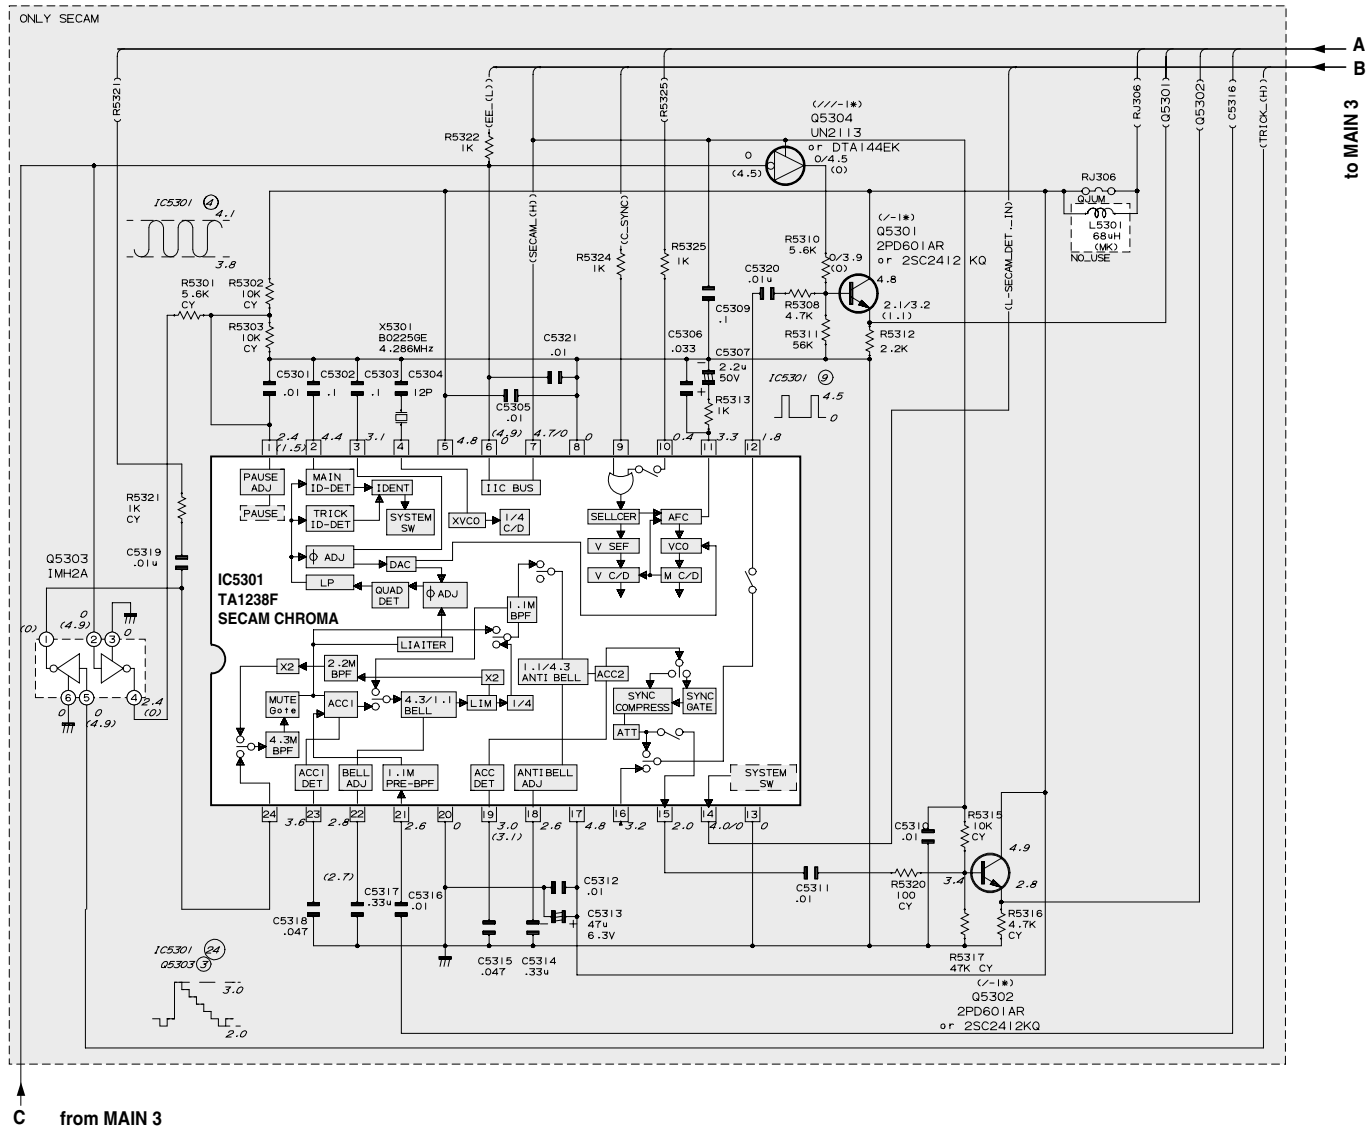 ONLY SECAM
A
B
to MAIN 3
(R5321)
(EE_(L))
(SECAM_(H))
(C_SYNC)
(R5325)
(L-SECAM_DET._IN)
(RJ306)
(Q5301)
(Q5302)
(C5316)
(TRICK_(H))
R5322
1K
(///-1*)
Q5304
UN2113
or DTA144EK
0/4.5
(0)
0
(4.5)
RJ306
QJUM
L5301
68uH
(MK)
NO_USE
IC5301 4
4.1
3.8
R5301
5.6K
CY
R5302
10K
CY
R5303
10K
CY
X5301
B0225GE
4.286MHz
R5324
1K
R5325
1K
C5320
.01u
R5310
5.6K
0/3.9
(0)
(/-1*)
Q5301
2PD601AR
or 2SC2412 KQ
4.8
2.1/3.2
(1.1)
R5308
4.7K
R5311
56K
R5312
2.2K
C5309
.1
C5306
.033
C5307
2.2u
50V
-
+
R5313
1K
IC5301 9
4.5
0
C5321
.01
C5305
.01
C5301
.01
C5302
.1
C5303
.1
C5304
12P
1 2.4
(1.5)
2 4.4
3 3.1
4
5 4.8
6 (4.9)
0
7 4.7/0
8 0
9
10 0.4
11 3.3
12 1.8
PAUSE
ADJ
PAUSE
MAIN
ID-DET
IDENT
TRICK
ID-DET
SYSTEM
SW
XVCO
1/4
C/D
IIC BUS
SELLCER
AFC
V SEF
VCO
V C/D
M C/D
ϕ ADJ
DAC
LP
QUAD
DET
ϕ ADJ
1.1M
BPF
IC5301
TA1238F
SECAM CHROMA
LIAITER
X2
2.2M
BPF
X2
1.1/4.3
ANTI BELL
ACC2
MUTE
Gote
ACC1
4.3/1.1
BELL
LIM
1/4
SYNC
COMPRESS
SYNC
GATE
ATT
4.3M
BPF
ACC1
DET
BELL
ADJ
1.1M
PRE-BPF
ACC
DET
ANTIBELL
ADJ
SYSTEM
SW
24
23 3.6
22 2.8
21 2.6
20 0
19 3.0
(3.1)
18 2.6
17 4.8
16 3.2
15 2.0
14 4.0/0
13 0
R5321
1K
CY
C5319
.01u
Q5303
IMH2A
(0)
0
(4.9)
0
1 2 3
6 5 4
0
0
(4.9)
2.4
(0)
(2.7)
C5318
.047
C5317
.33u
C5316
.01
C5312
.01
C5313
47u
6.3V
+
C5315
.047
C5314
.33u
C5311
.01
R5320
100
CY
C5310
.01
R5315
10K
CY
4.9
3.4
2.8
R5316
4.7K
CY
R5317
47K CY
(/-1*)
Q5302
2PD601AR
or 2SC2412KQ
IC5301 24
Q5303 3
3.0
2.0
C from MAIN 3